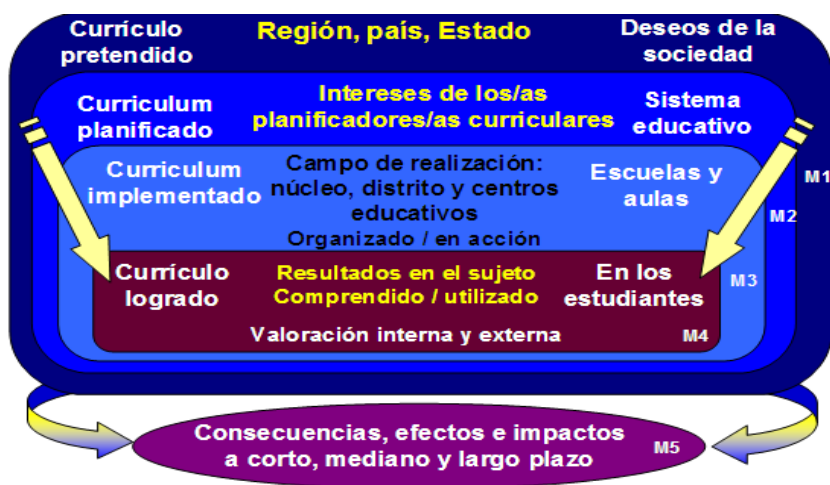 Currículo pretendido
Región, país, Estado
Deseos de la sociedad
Curriculum planificado
Intereses de los/as planificadores/as curriculares
Sistema educativo
Curriculum implementado
Campo de realización:
núcleo, distrito y centros
educativos
Organizado / en acción
Escuelas y aulas
M1
M2
Currículo logrado
Resultados en el sujeto
Comprendido / utilizado
En los estudiantes
M3
Valoración interna y externa
M4
Consecuencias, efectos e impactos
a corto, mediano y largo plazo
M5